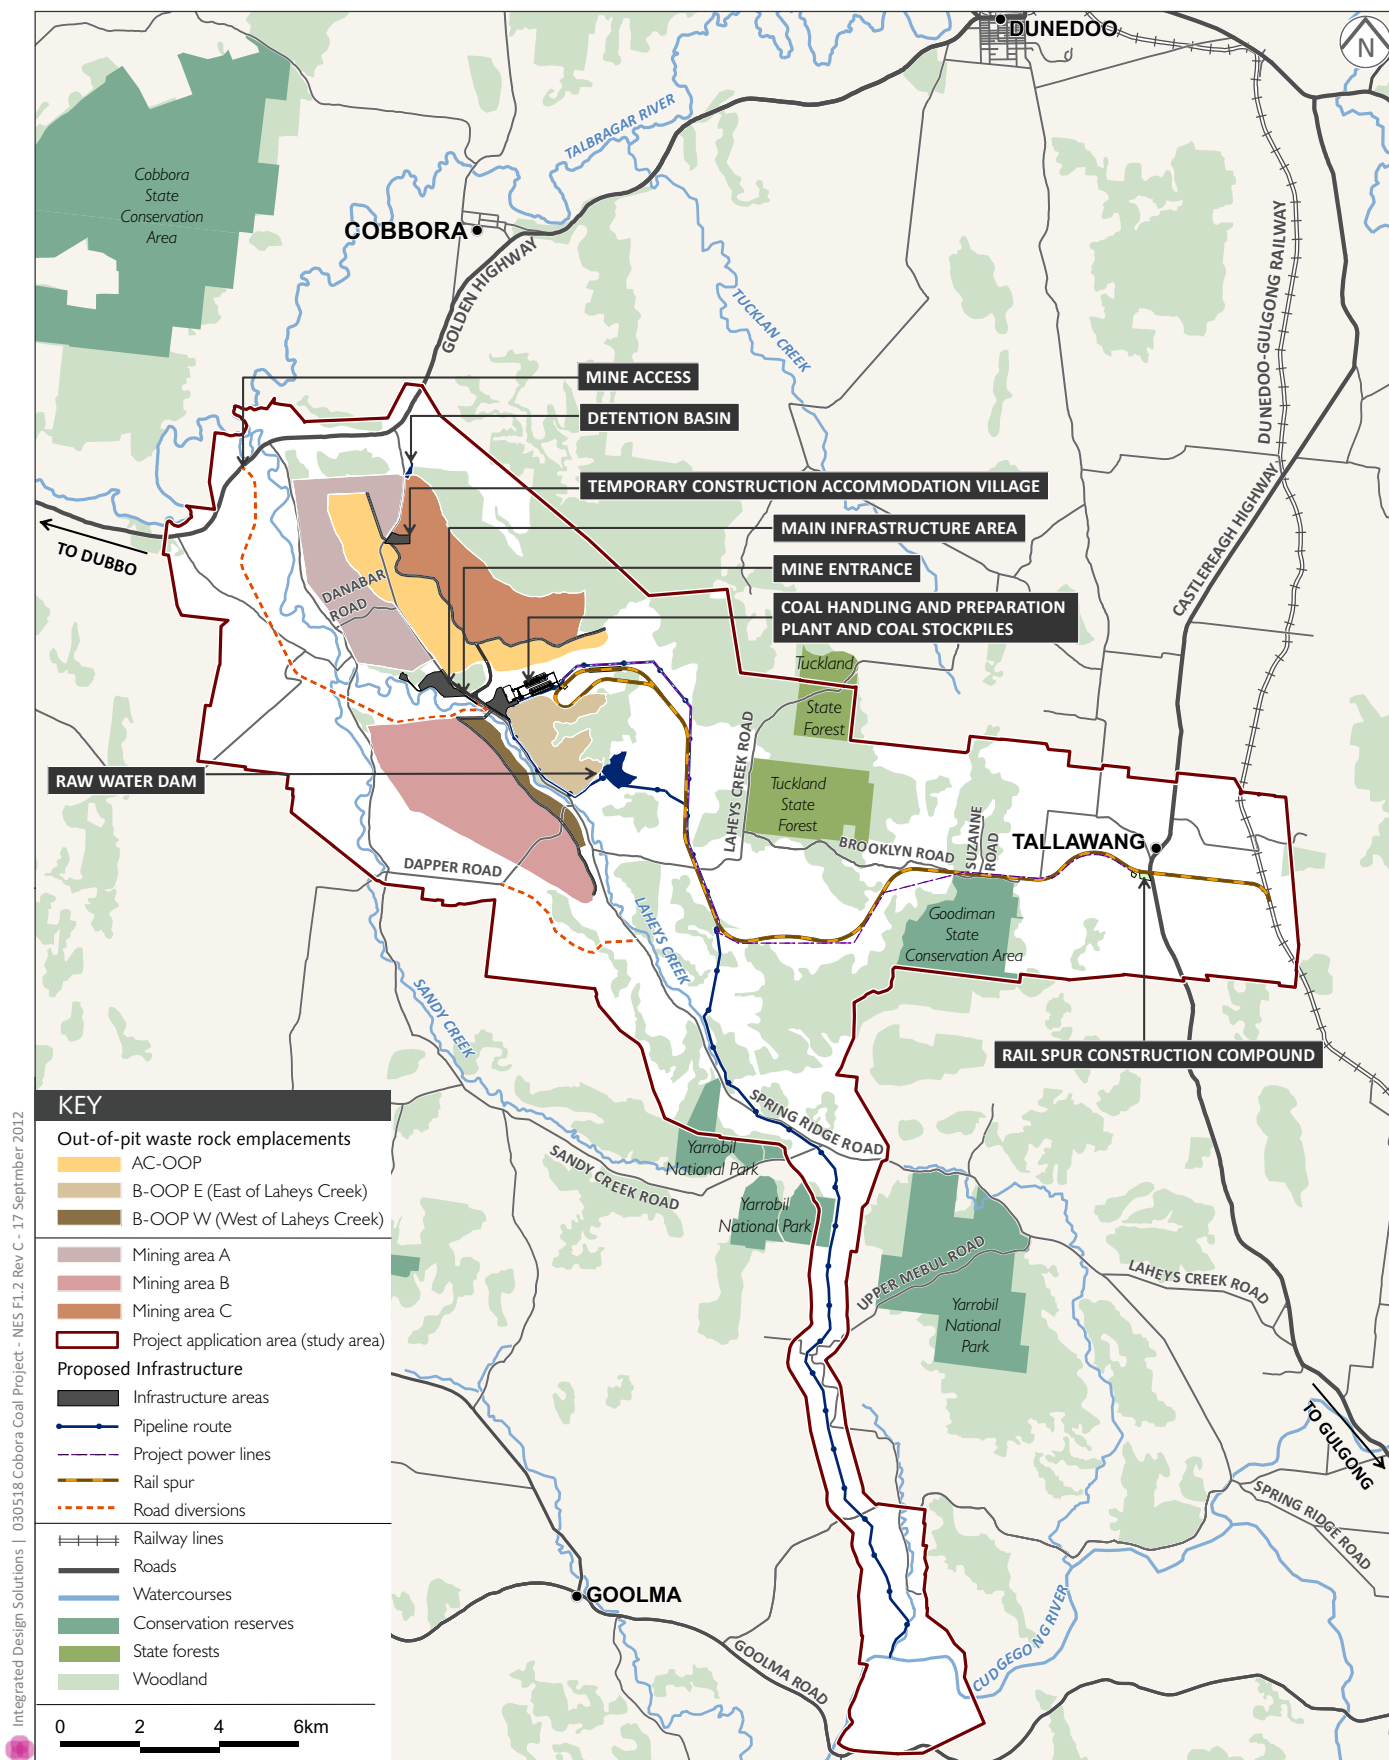 DUNEDOO
N
TALBRAGAR RIVER
Cobbora
State
Conservation
Area
COBBORA
GOLDEN HIGHWAY
TUCKLAN CREEK
DUNEDOO-GULGONG RAILWAY
MINE ACCESS
DETENTION BASIN
TEMPORARY CONSTRUCTION ACCOMMODATION VILLAGE
MAIN INFRASTRUCTURE AREA
MINE ENTRANCE
COAL HANDLING AND PREPARATION
PLANT AND COAL STOCKPILES
CASTLEREAGH HIGHWAY
TO DUBBO
DANABAR
ROAD
Tuckland
State
Forest
RAW WATER DAM
LAHEYS CREEK ROAD
Tuckland
State
Forest
BROOKLYN ROAD
SUZANNE
ROAD
TALLAWANG
DAPPER ROAD
LAHEYS CREEK
Goodiman
State
Conservation Area
SANDY CREEK
RAIL SPUR CONSTRUCTION COMPOUND
SPRING RIDGE ROAD
Yarrobil
National Park
SANDY CREEK ROAD
Yarrobil
National Park
UPPER MEBUL ROAD
LAHEYS CREEK ROAD
Yarrobil
National
Park
TO GULGONG
SPRING RIDGE ROAD
GOOLMA
GOOLMA ROAD
CUDGEGONG RIVER
KEY
Out-of-pit waste rock emplacements
AC-OOP
B-OOP E (East of Laheys Creek)
B-OOP W (West of Laheys Creek)
Mining area A
Mining area B
Mining area C
Project application area (study area)
Proposed Infrastructure
Infrastructure areas
Pipeline route
Project power lines
Rail spur
Road diversions
Railway lines
Roads
Watercourses
Conservation reserves
State forests
Woodland
0 2 4 6km
Integrated Design Solutions | 030518 Cobora Coal Project - NES F1.2 Rev C - 17 Septmber 2012